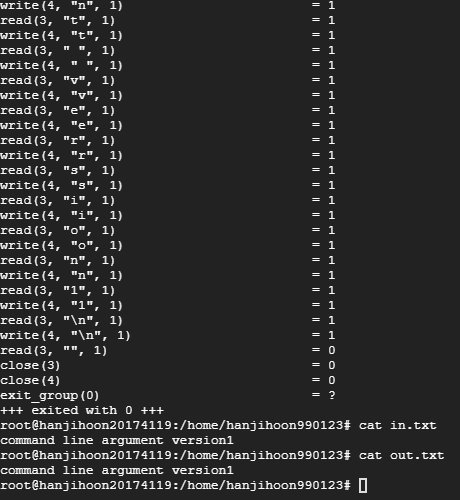 write(4, "n", 1) = 1
read(3, "t", 1) = 1
write(4, "t", 1) = 1
read(3, " ", 1) = 1
write(4, " ", 1) = 1
read(3, "v", 1) = 1
write(4, "v", 1) = 1
read(3, "e", 1) = 1
write(4, "e", 1) = 1
read(3, "r", 1) = 1
write(4, "r", 1) = 1
read(3, "s", 1) = 1
write(4, "s", 1) = 1
read(3, "i", 1) = 1
write(4, "i", 1) = 1
read(3, "o", 1) = 1
write(4, "o", 1) = 1
read(3, "n", 1) = 1
write(4, "n", 1) = 1
read(3, "1", 1) = 1
write(4, "1", 1) = 1
read(3, "\n", 1) = 1
write(4, "\n", 1) = 1
read(3, "", 1) = 0
close(3) = 0
close(4) = 0
exit_group(0) = ?
+++ exited with 0 +++
root@hanjihoon20174119:/home/hanjihoon990123# cat in.txt
command line argument version1
root@hanjihoon20174119:/home/hanjihoon990123# cat out.txt
command line argument version1
root@hanjihoon20174119:/home/hanjihoon990123#